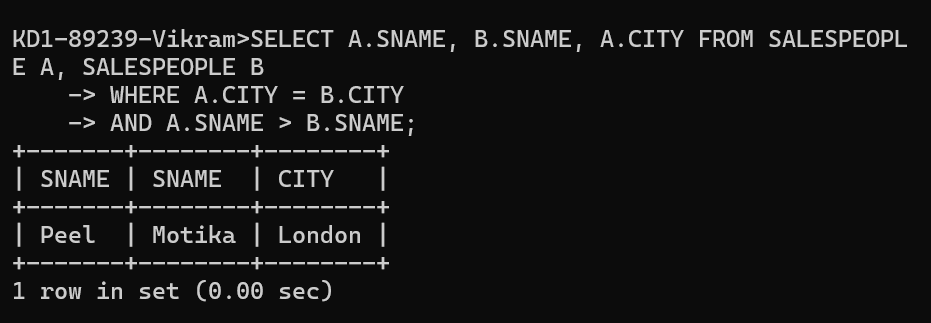 KD1-89239-Vikram>SELECT A.SNAME, B.SNAME, A.CITY FROM SALESPEOPL
E A, SALESPEOPLE B
    -> WHERE A.CITY = B.CITY
    -> AND A.SNAME > B.SNAME;
+-------+--------+--------+
| SNAME | SNAME  | CITY   |
+-------+--------+--------+
| Peel  | Motika | London |
+-------+--------+--------+
1 row in set (0.00 sec)